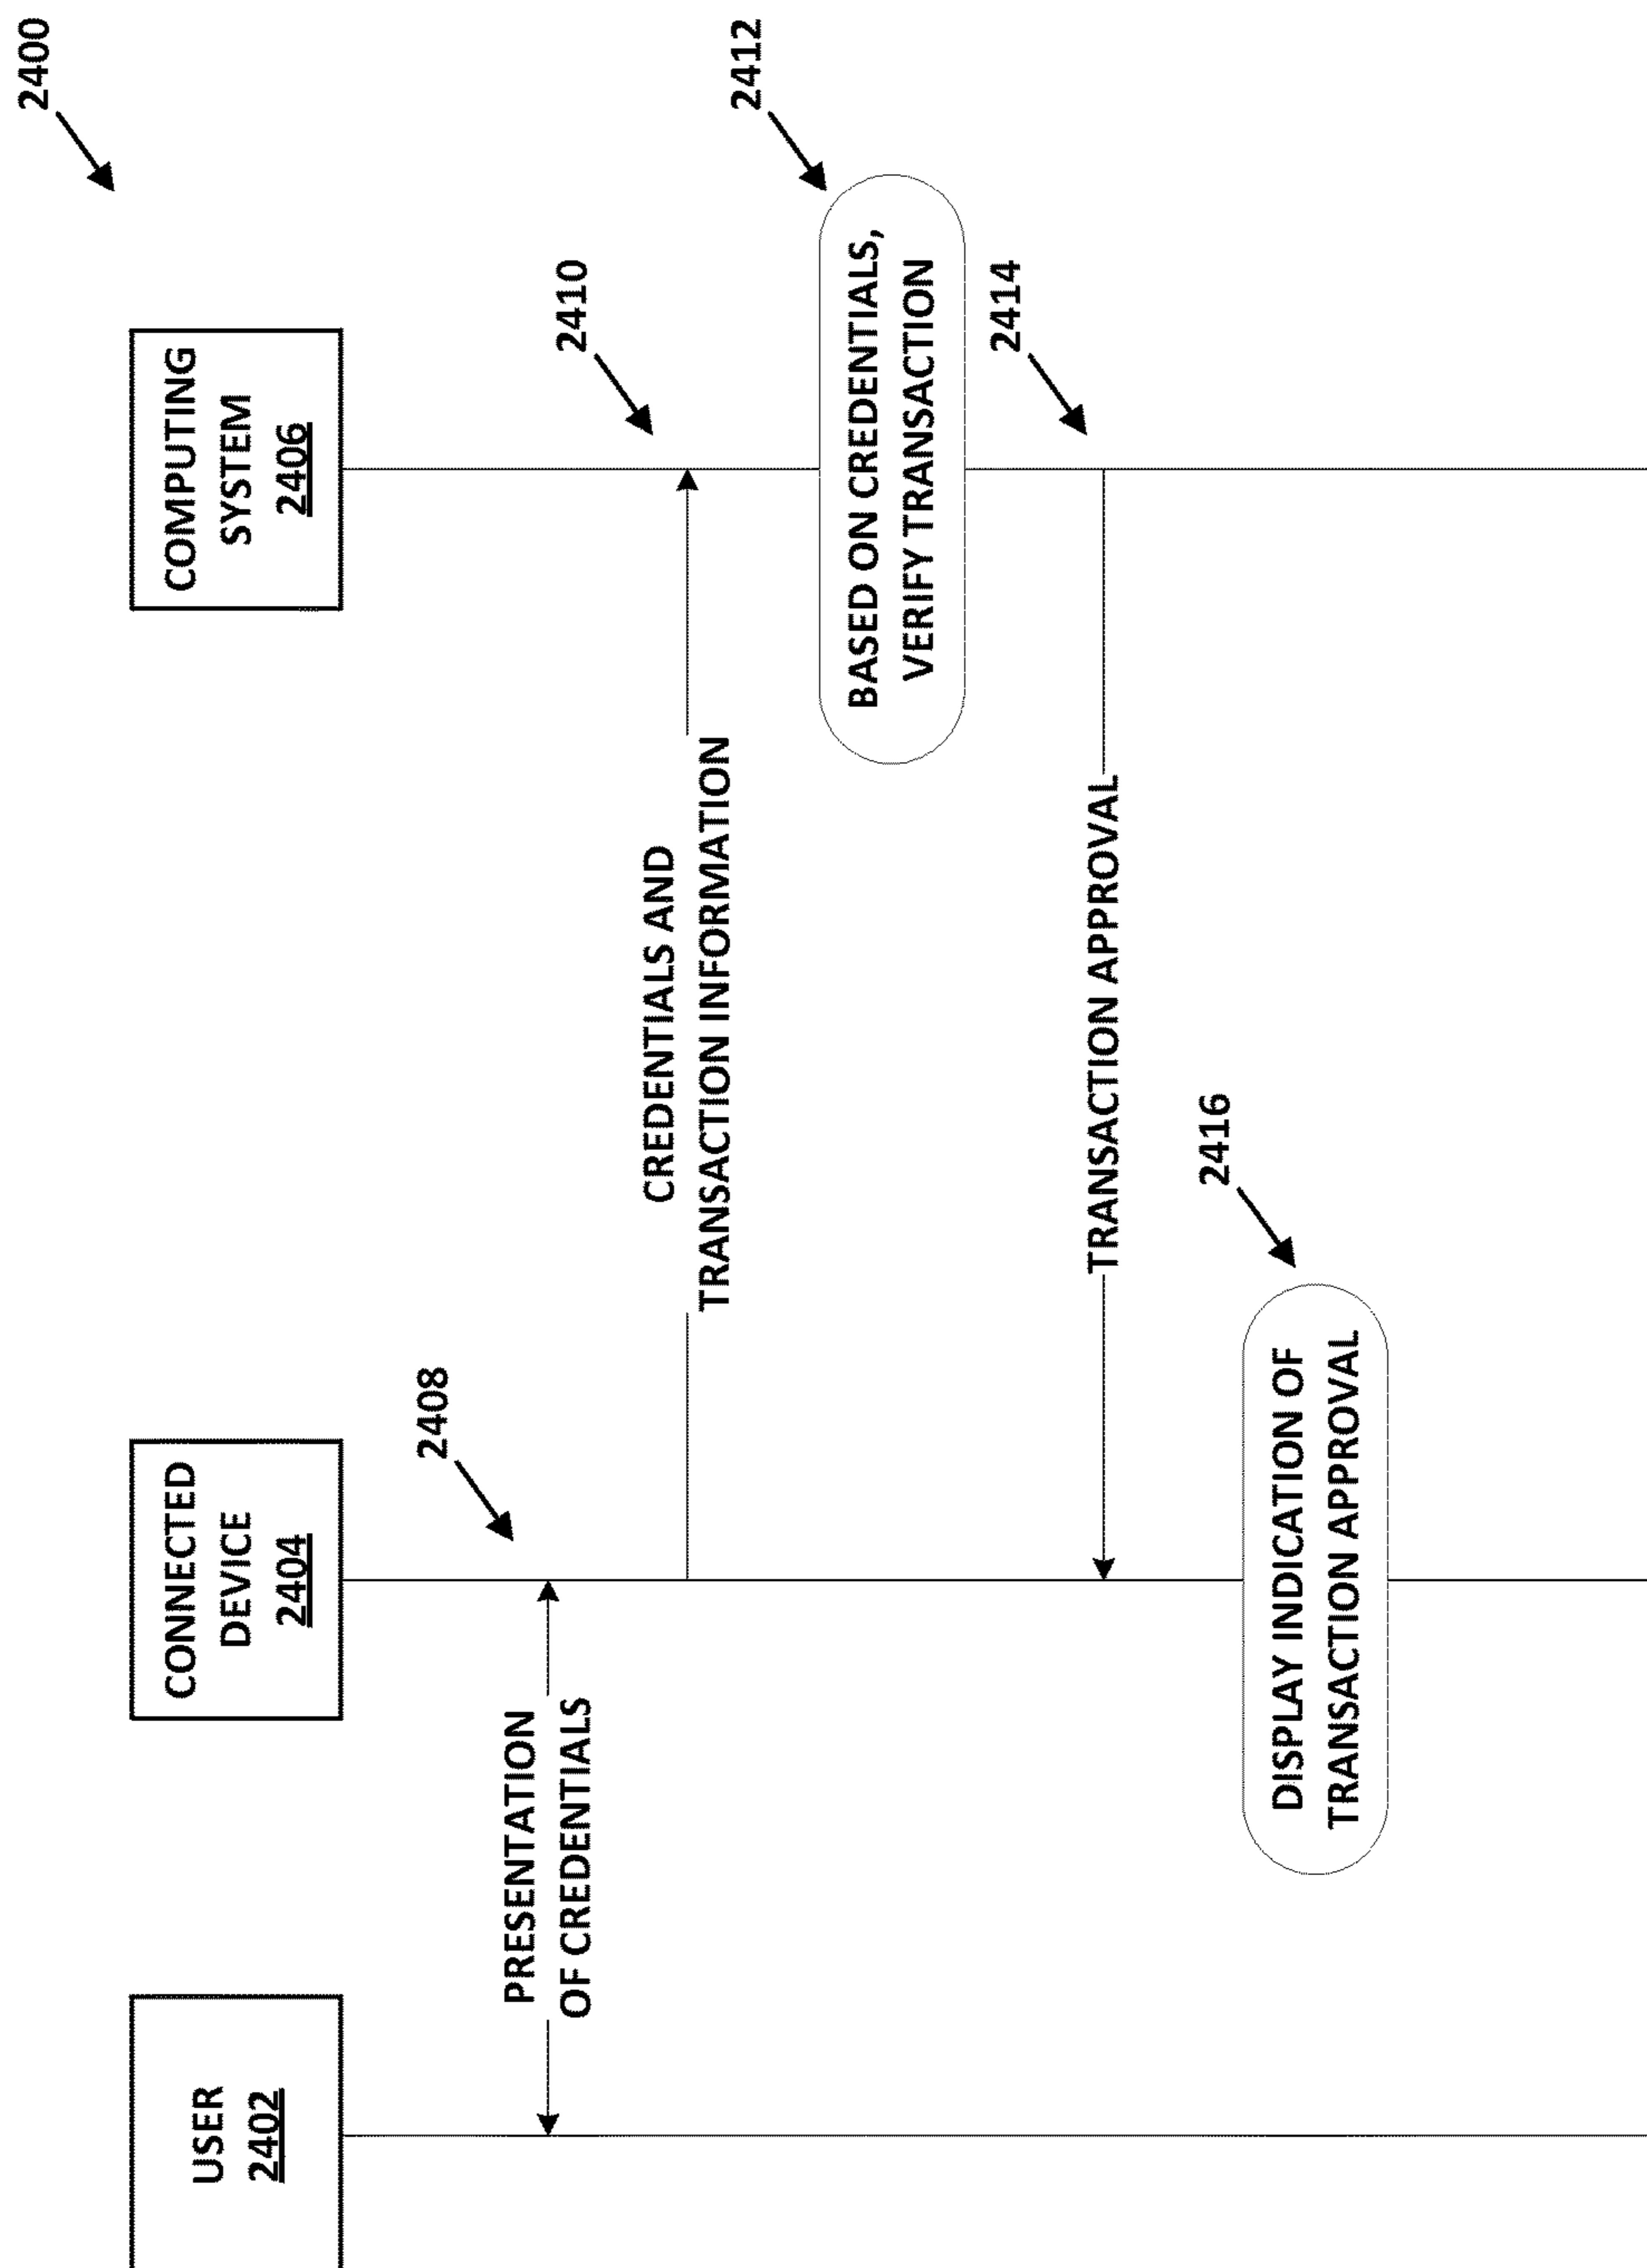 2400
USER
2402
CONNECTED
DEVICE
2404
COMPUTING
SYSTEM
2406
2408
PRESENTATION
OF CREDENTIALS
2410
CREDENTIALS AND
TRANSACTION INFORMATION
2412
BASED ON CREDENTIALS,
VERIFY TRANSACTION
2414
TRANSACTION APPROVAL
2416
DISPLAY INDICATION OF
TRANSACTION APPROVAL